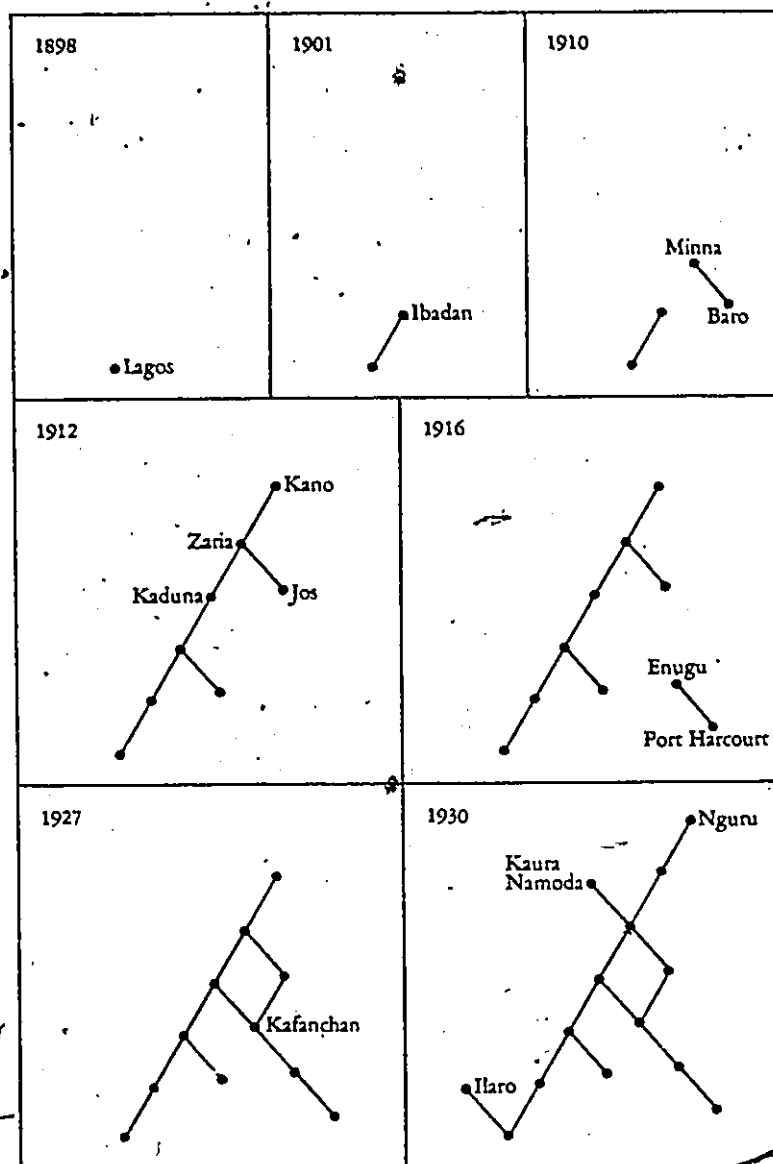 1898
1901
1910
Minna
Baro
Ibadan
Lagos
1912
1916
Kano
Zaria
Kaduna
Jos
Enugu
Port Harcourt
1927
1930
Nguru
Kaura
Namoda
Kafanchan
Ilaro